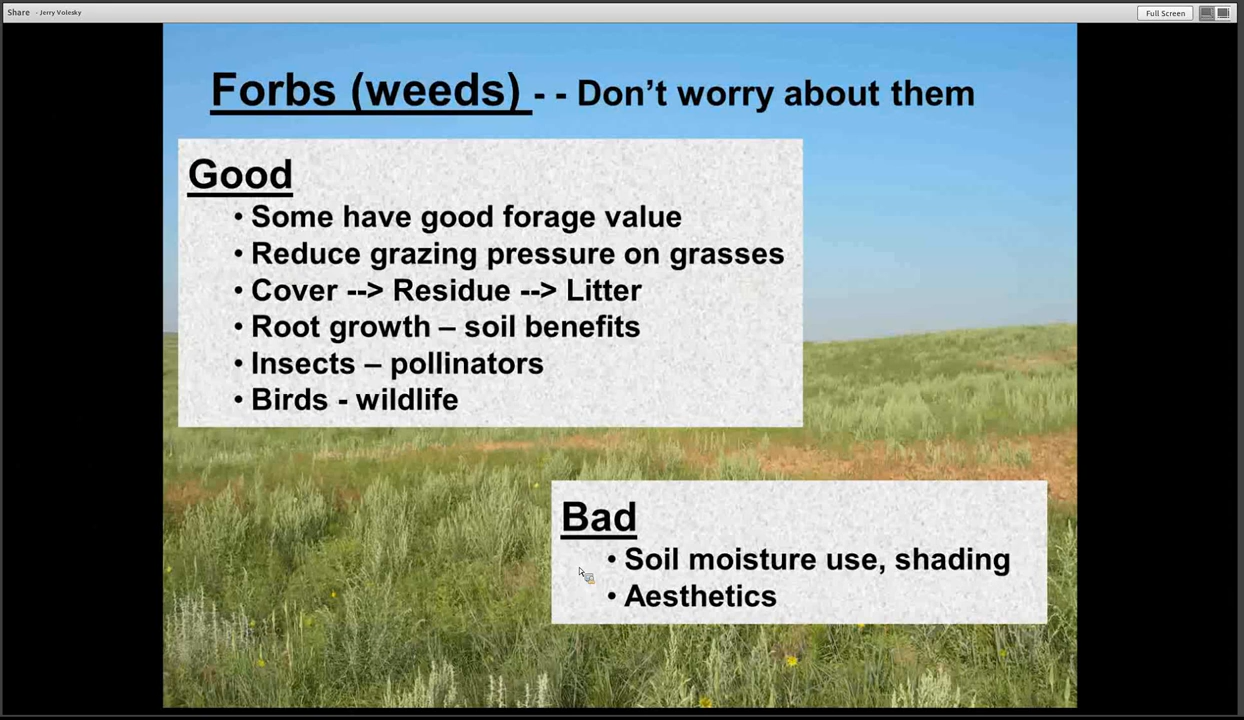 Share - Jerry Volesky
Full Screen
Forbs (weeds) - - Don't worry about them
Good
• Some have good forage value
• Reduce grazing pressure on grasses
• Cover --> Residue --> Litter
• Root growth – soil benefits
• Insects – pollinators
• Birds - wildlife
Bad
• Soil moisture use, shading
• Aesthetics